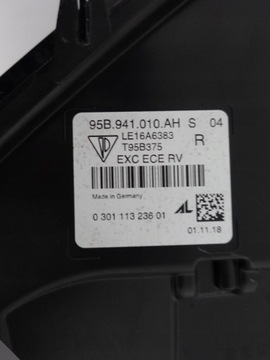 95B.941.010.AH S 04
LE16A6383 R
T95B375
EXC ECE RV
Made in Germany
0 301 113 236 01 AL
01.11.18